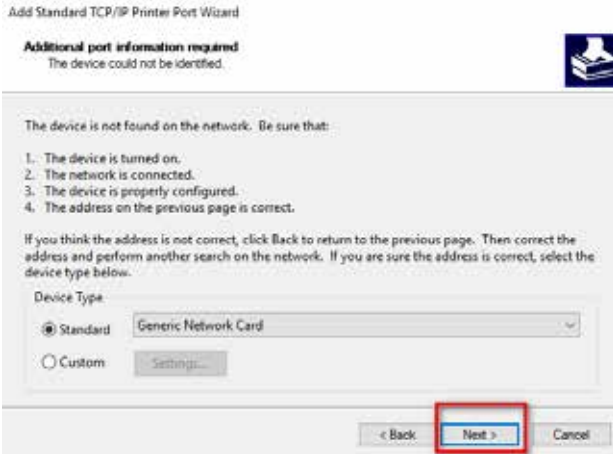 Add Standard TCP/IP Printer Port Wizard
Additional port information required
The device could not be identified.
The device is not found on the network. Be sure that:
1. The device is turned on.
2. The network is connected.
3. The device is properly configured.
4. The address on the previous page is correct.
If you think the address is not correct, click Back to return to the previous page. Then correct the
address and perform another search on the network. If you are sure the address is correct, select the
device type below.
Device Type
Standard Generic Network Card
Custom Settings...
< Back Next > Cancel